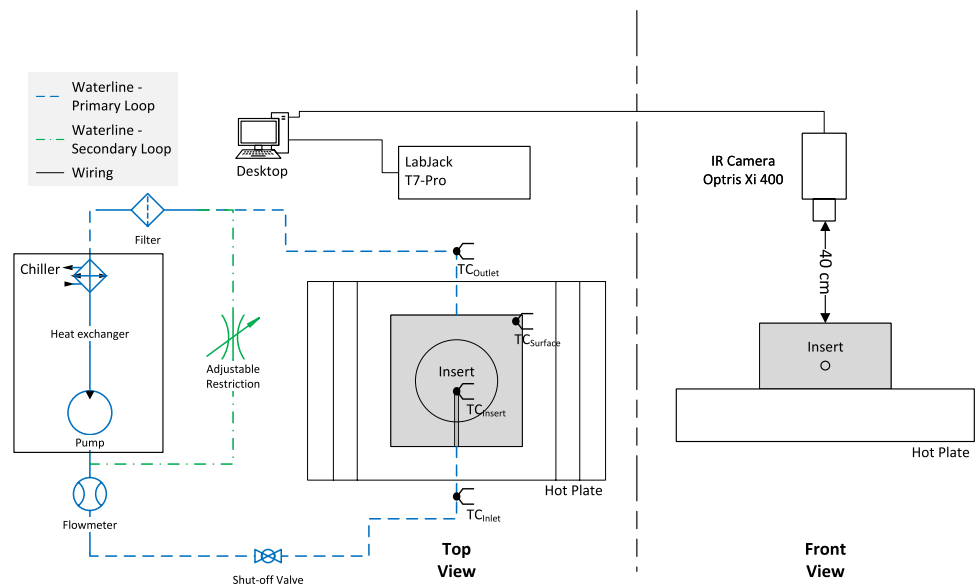 Waterline -
Primary Loop
Waterline -
Secondary Loop
Wiring
Desktop
LabJack
T7-Pro
IR Camera
Optris Xi 400
40 cm
Filter
Chiller
Heat exchanger
Pump
Flowmeter
Adjustable
Restriction
Shut-off Valve
TCOutlet
TCSurface
Insert
TCInsert
Hot Plate
TCInlet
Top
View
Insert
Hot Plate
Front
View